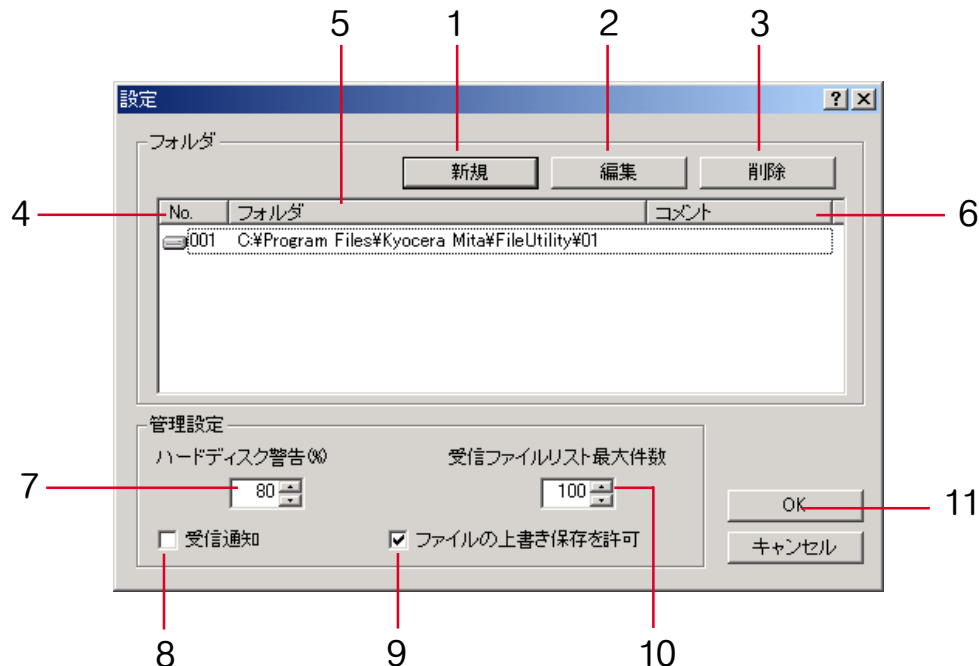 5 1 2 3
設定
フォルダ
新規 編集 削除
4 No. フォルダ コメント 6
001 C:¥Program Files¥Kyocera Mita¥FileUtility¥01
管理設定
ハードディスク警告(%) 受信ファイルリスト最大件数
7 80 100
OK 11
受信通知 ファイルの上書き保存を許可
キャンセル
8 9 10